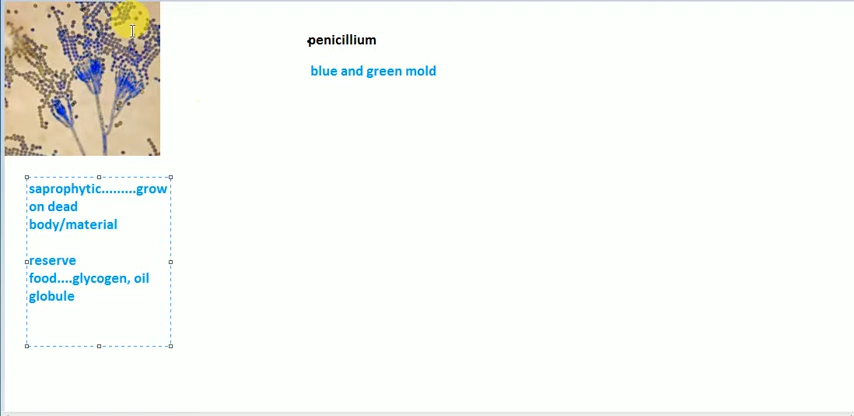 penicillium
blue and green mold
saprophytic.........grow
on dead
body/material
reserve
food....glycogen, oil
globule